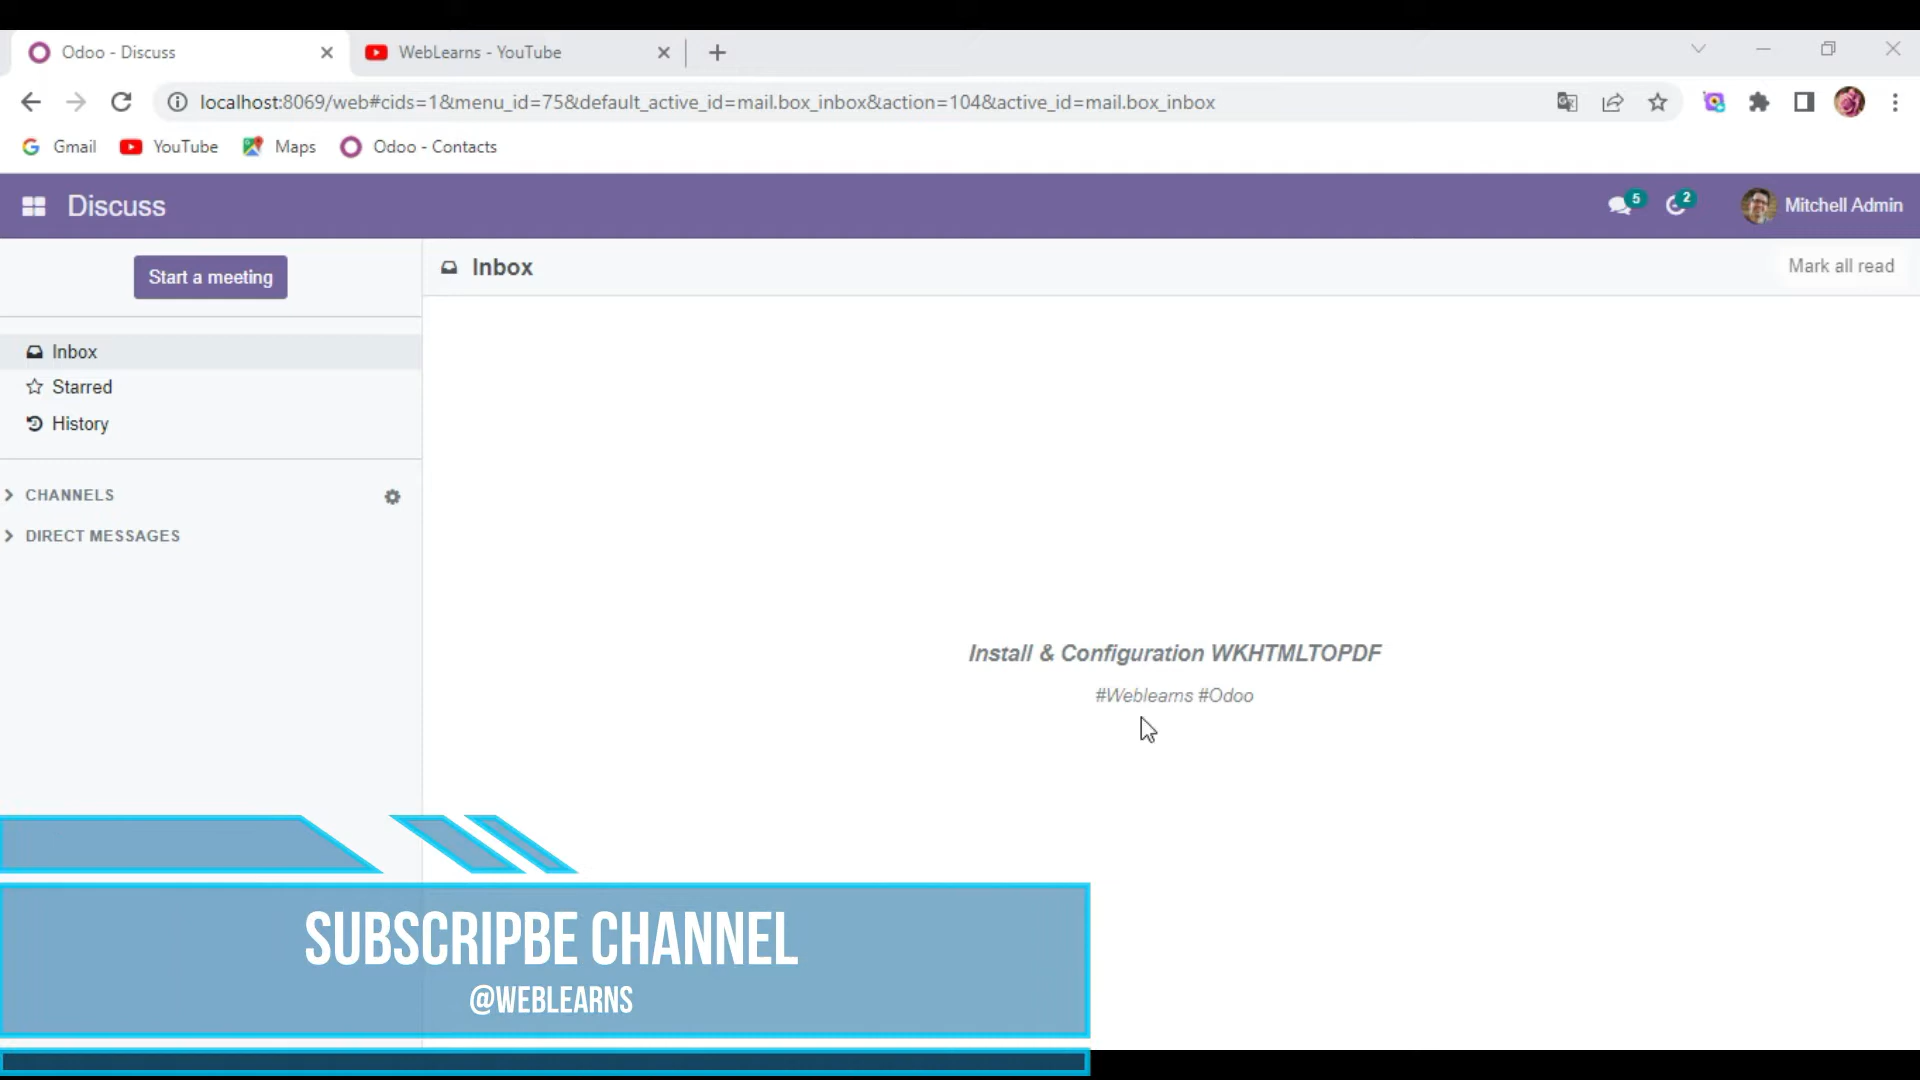 Odoo - Discuss
WebLearns - YouTube
localhost:8069/web#cids=1&menu_id=75&default_active_id=mail.box_inbox&action=104&active_id=mail.box_inbox
Gmail
YouTube
Maps
Odoo - Contacts
Discuss
5
2
Mitchell Admin
Start a meeting
Inbox
Mark all read
Inbox
Starred
History
CHANNELS
DIRECT MESSAGES
Install & Configuration WKHTMLTOPDF
#Weblearns #Odoo
SUBSCRIPBE CHANNEL
@WEBLEARNS